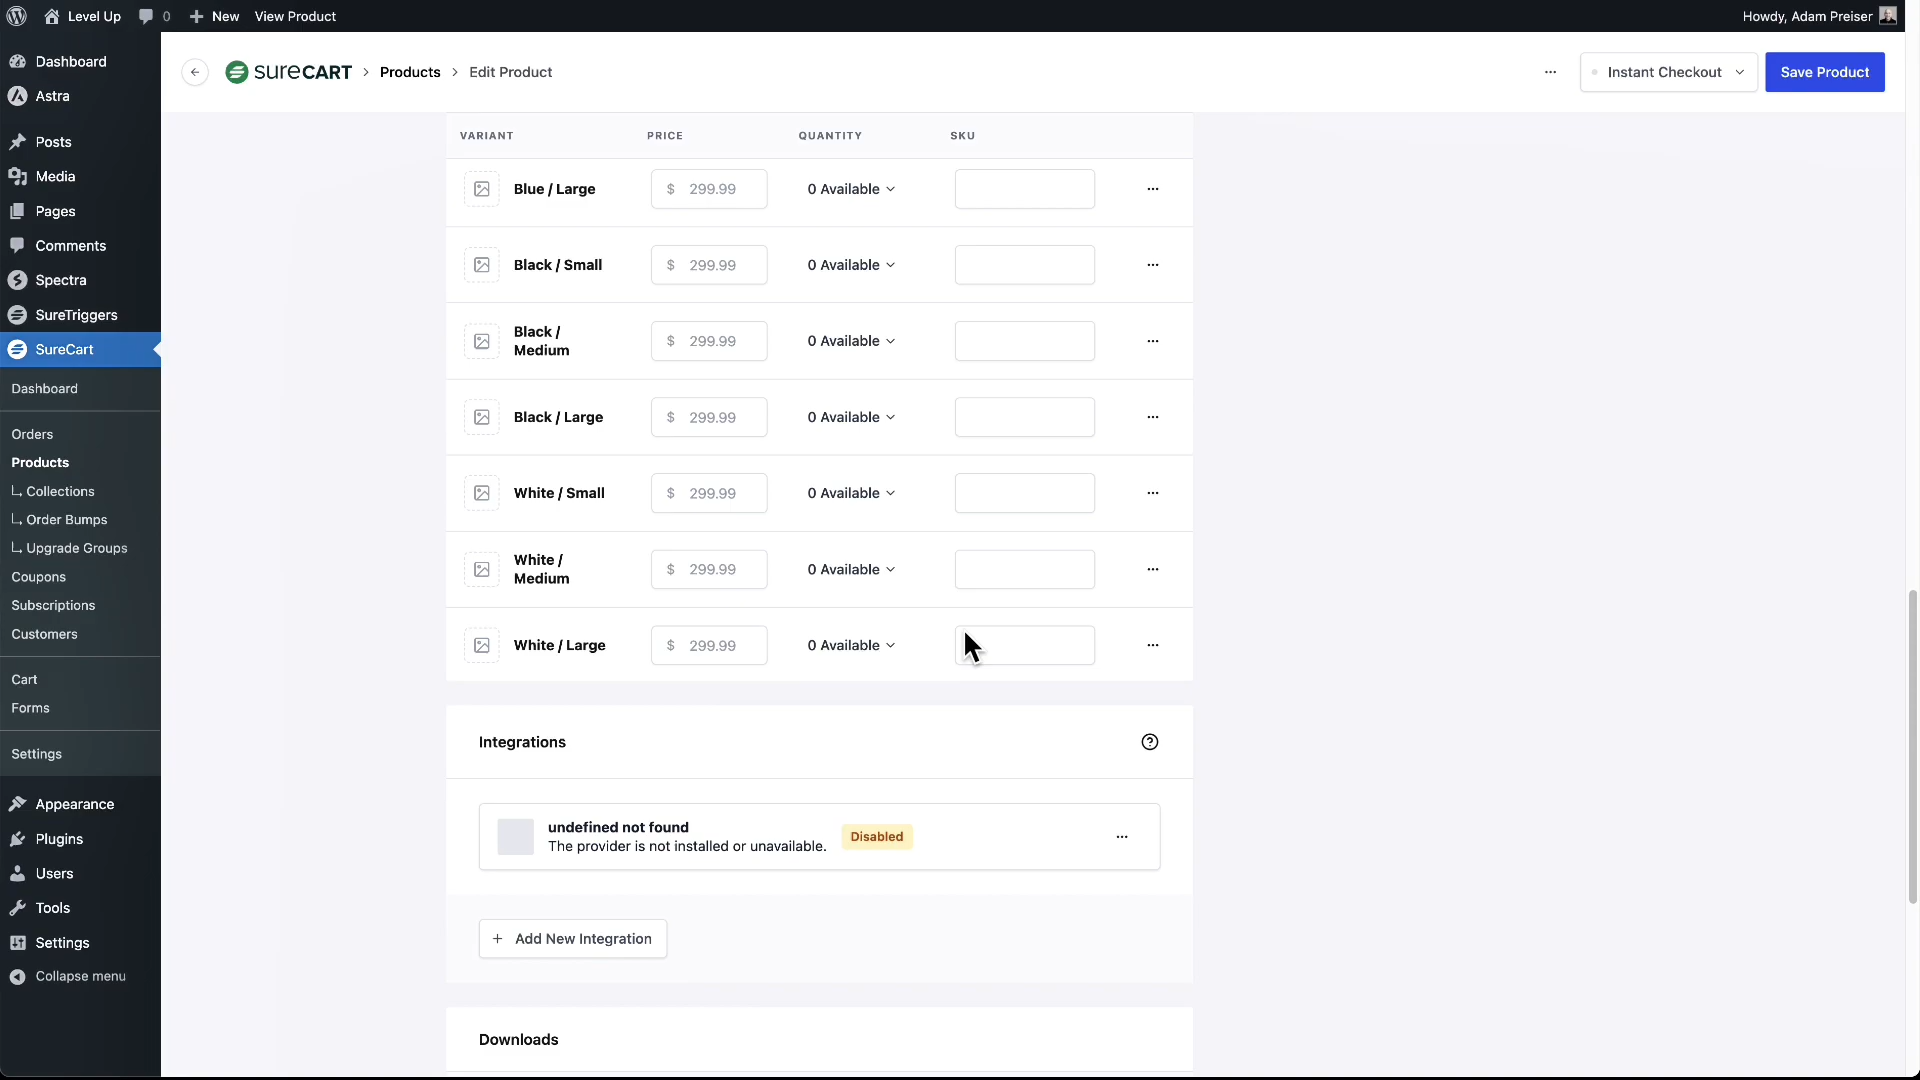 Level Up
0
New
View Product
Howdy, Adam Preiser
Dashboard
Astra
Posts
Media
Pages
Comments
Spectra
SureTriggers
SureCart
Dashboard
Orders
Products
Collections
Order Bumps
Upgrade Groups
Coupons
Subscriptions
Customers
Cart
Forms
Settings
Appearance
Plugins
Users
Tools
Settings
Collapse menu
SURECART > Products > Edit Product
Instant Checkout
Save Product
VARIANT PRICE QUANTITY SKU
Blue / Large $ 299.99 0 Available
Black / Small $ 299.99 0 Available
Black /
Medium $ 299.99 0 Available
Black / Large $ 299.99 0 Available
White / Small $ 299.99 0 Available
White /
Medium $ 299.99 0 Available
White / Large $ 299.99 0 Available
Integrations
undefined not found
The provider is not installed or unavailable.
Disabled
+ Add New Integration
Downloads